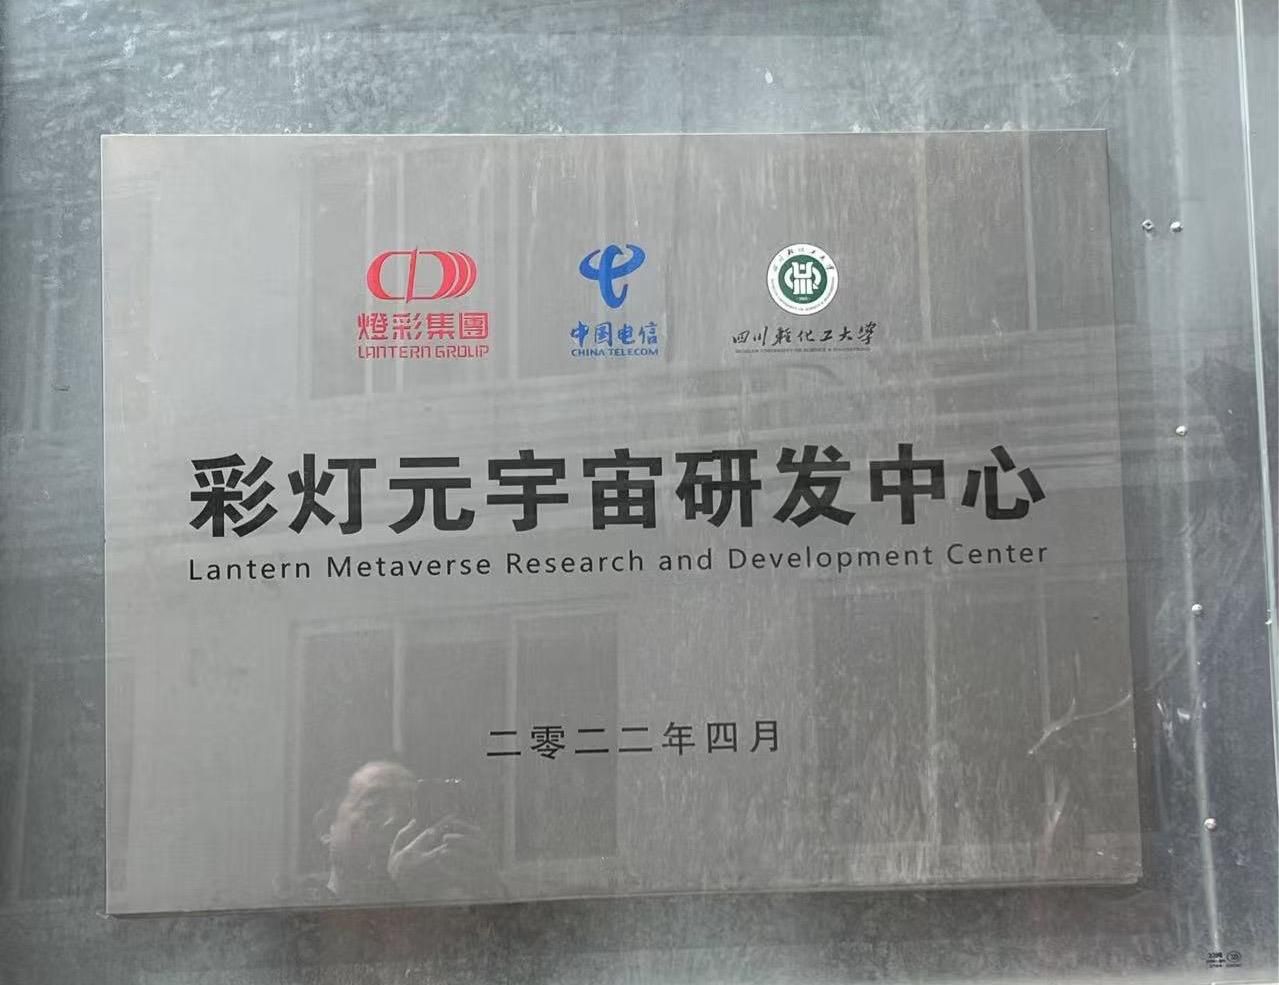 燈彩集團
LANTERN GROUP
中国电信
CHINA TELECOM
四川轻化工大学
彩灯元宇宙研发中心
Lantern Metaverse Research and Development Center
二零二二年四月